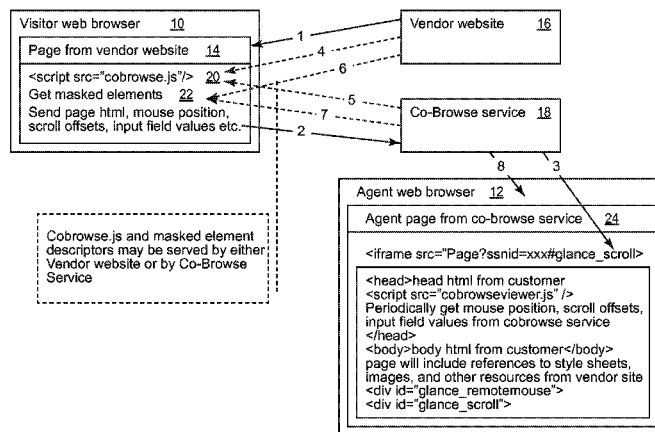 Visitor web browser 10
Page from vendor website 14
<script src="cobrowse.js"/> 20
Get masked elements 22
Send page html, mouse position,
scroll offsets, input field values etc.
1
4
6
5
7
2
Vendor website 16
Co-Browse service 18
8
3
Cobrowse.js and masked element
descriptors may be served by either
Vendor website or by Co-Browse
Service
Agent web browser 12
Agent page from co-browse service 24
<iframe src="Page?ssnid=xxx#glance_scroll>
<head>head html from customer
<script src="cobrowseviewer.js" />
Periodically get mouse position, scroll offsets,
input field values from cobrowse service
</head>
<body>body html from customer</body>
page will include references to style sheets,
images, and other resources from vendor site
<div id="glance_remotemouse">
<div id="glance_scroll">